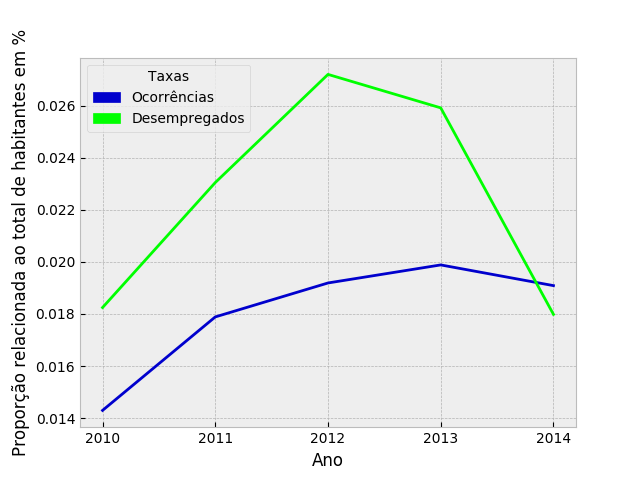 Proporção relacionada ao total de habitantes em %
Taxas
Ocorrências
Desempregados
0.026
0.024
0.022
0.020
0.018
0.016
0.014
2010 2011 2012 2013 2014
Ano